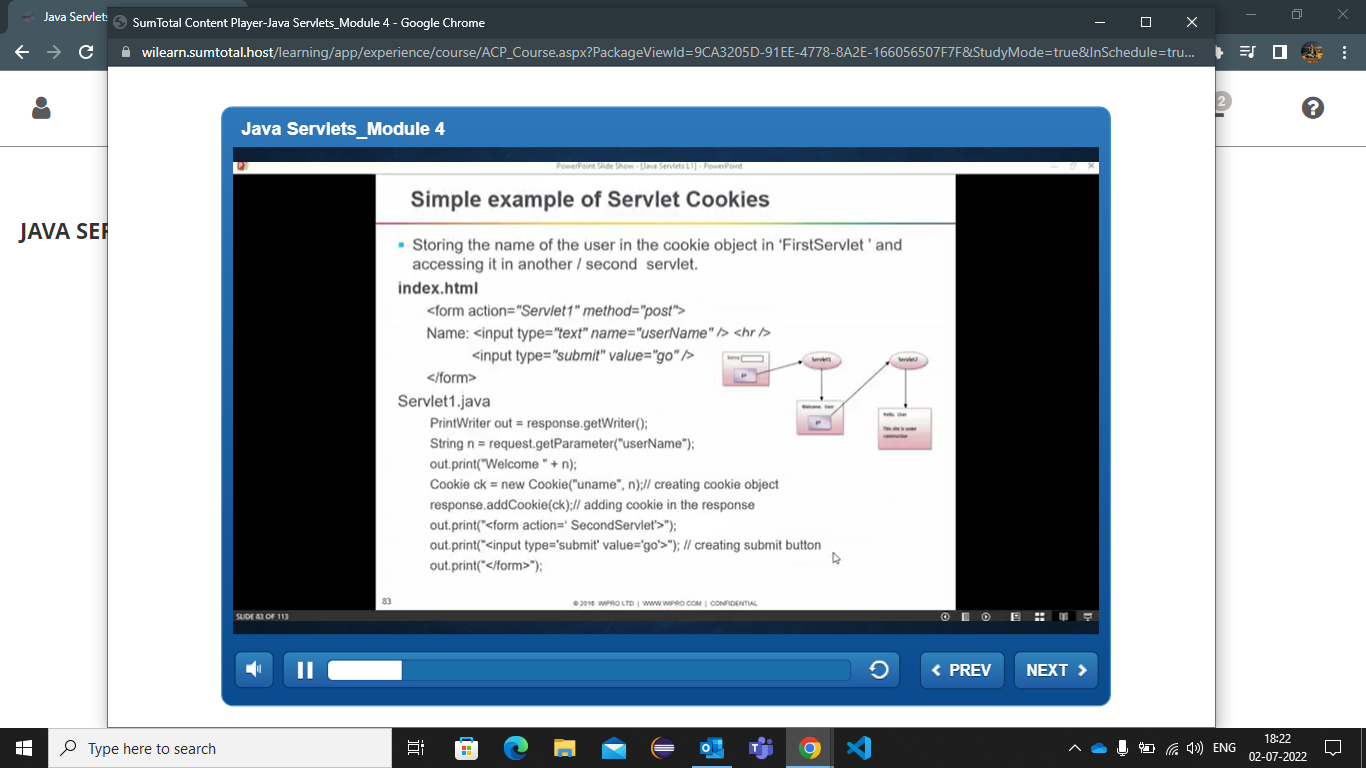 Java Servlets
SumTotal Content Player-Java Servlets_Module 4 - Google Chrome
wilearn.sumtotal.host/learning/app/experience/course/ACP_Course.aspx?PackageViewId=9CA3205D-91EE-4778-8A2E-166056507F7F&StudyMode=true&InSchedule=tru...
2
JAVA SER
Java Servlets_Module 4
PowerPoint Slide Show - [Java Servlets L1] - PowerPoint
Simple example of Servlet Cookies
Storing the name of the user in the cookie object in ‘FirstServlet ’ and
accessing it in another / second servlet.
index.html
<form action="Servlet1" method="post">
Name: <input type="text" name="userName" /> <hr />
<input type="submit" value="go" />
</form>
Servlet1.java
PrintWriter out = response.getWriter();
String n = request.getParameter("userName");
out.print("Welcome " + n);
Cookie ck = new Cookie("uname", n);// creating cookie object
response.addCookie(ck);// adding cookie in the response
out.print("<form action=‘ SecondServlet'>");
out.print("<input type='submit' value='go'>"); // creating submit button
out.print("</form>");
Name
go
Servlet1
Servlet2
Welcome, User
go
Hello, User
This site is under
construction
83
© 2016 WIPRO LTD | WWW.WIPRO.COM | CONFIDENTIAL
SLIDE 83 OF 113
PREV
NEXT
Type here to search
ENG
18:22
02-07-2022